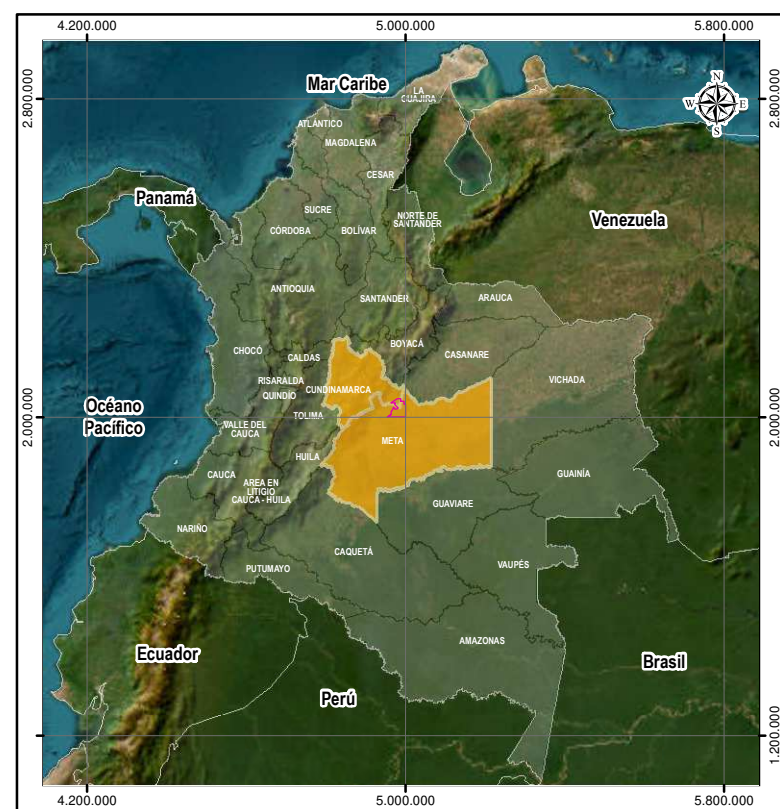 4.200.000
5.000.000
5.800.000
Mar Caribe
LA
GUAJIRA
N
W
E
S
2.800.000
2.800.000
ATLÁNTICO
MAGDALENA
CESAR
Panamá
SUCRE
NORTE DE
SANTANDER
Venezuela
CÓRDOBA
BOLÍVAR
ANTIOQUIA
SANTANDER
ARAUCA
BOYACÁ
CHOCÓ
CALDAS
CASANARE
VICHADA
RISARALDA
CUNDINAMARCA
QUINDIO
Océano
Pacífico
TOLIMA
2.000.000
2.000.000
VALLE DEL
CAUCA
META
HUILA
CAUCA
AREA EN
LITIGIO
CAUCA - HUILA
GUAINÍA
GUAVIARE
NARIÑO
CAQUETÁ
PUTUMAYO
VAUPÉS
AMAZONAS
Ecuador
Brasil
Perú
1.200.000
1.200.000
4.200.000
5.000.000
5.800.000